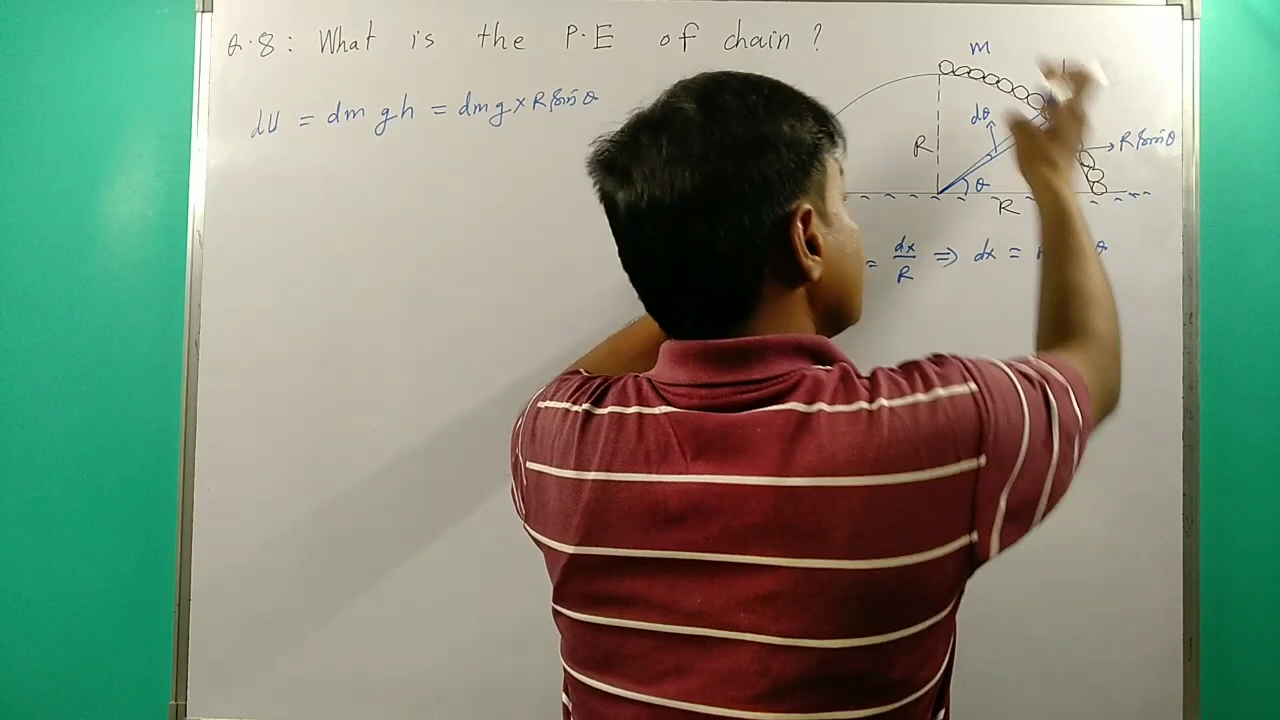 Q.8: What is the P.E of chain ?
dU = dm gh = dmg × R sinθ
m
dθ
R
R sinθ
θ
R
= dx/R ⇒ dx =